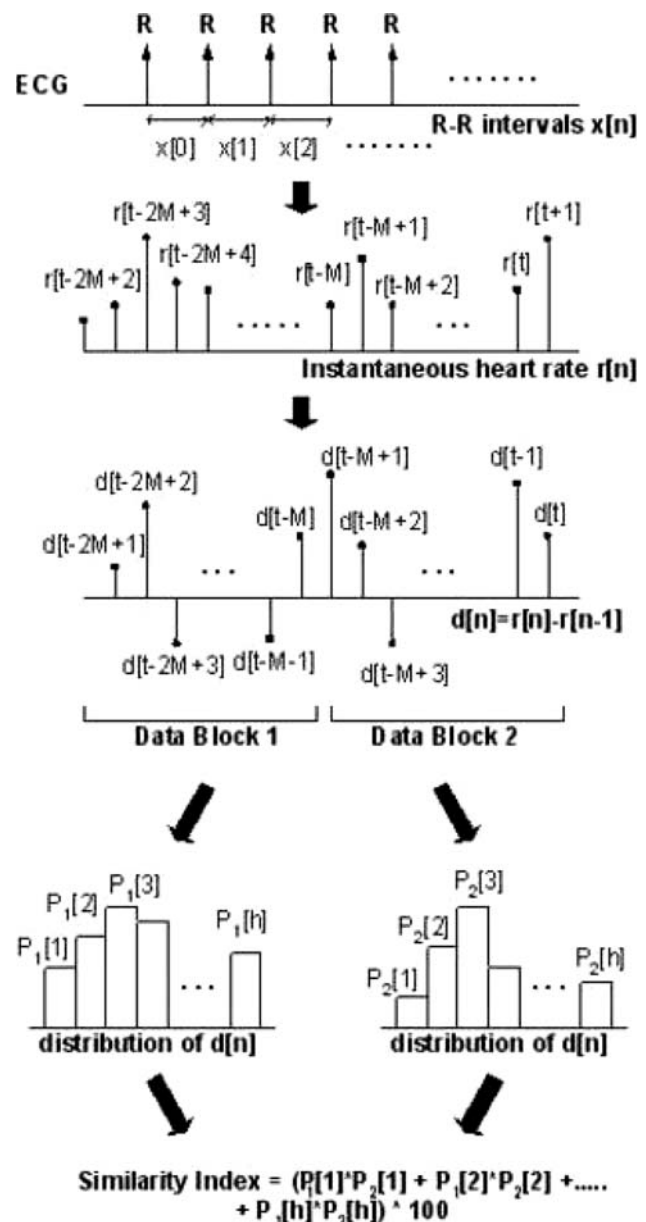 R R R R R
ECG
R-R intervals x[n]
x[0] x[1] x[2]
r[t-2M+3]
r[t+1]
r[t-M+1]
r[t-2M+4]
r[t]
r[t-2M+2] r[t-M] r[t-M+2]
Instantaneous heart rate r[n]
d[t-M+1] d[t-1]
d[t-2M+2]
d[t-M] d[t-M+2] d[t]
d[t-2M+1]
d[n]=r[n]-r[n-1]
d[t-2M+3] d[t-M-1] d[t-M+3]
Data Block 1 Data Block 2
P₁[3] P₂[3]
P₁[2] P₁[h] P₂[2]
P₁[1] P₂[1] P₂[h]
distribution of d[n] distribution of d[n]
Similarity Index = (P₁[1]*P₂[1] + P₁[2]*P₂[2] +.....
+ P₁[h]*P₂[h]) * 100